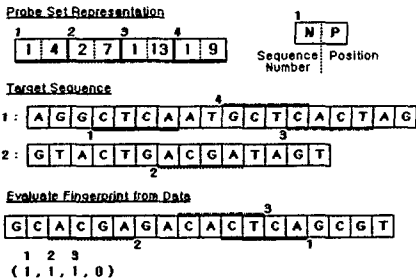 Probe Set Representation
1 2 3 4 1
1 4 2 7 1 13 1 9 N P
Sequence Number Position
Target Sequence
4
1: A G G C T C A A T G C T C A C T A G
1 3
2: G T A C T G A C G A T A G T
2
Evaluate Fingerprint from Data
3
G C A C G A G A C A C T C A G C G T
1 2 3 2 1
(1,1,1,0)